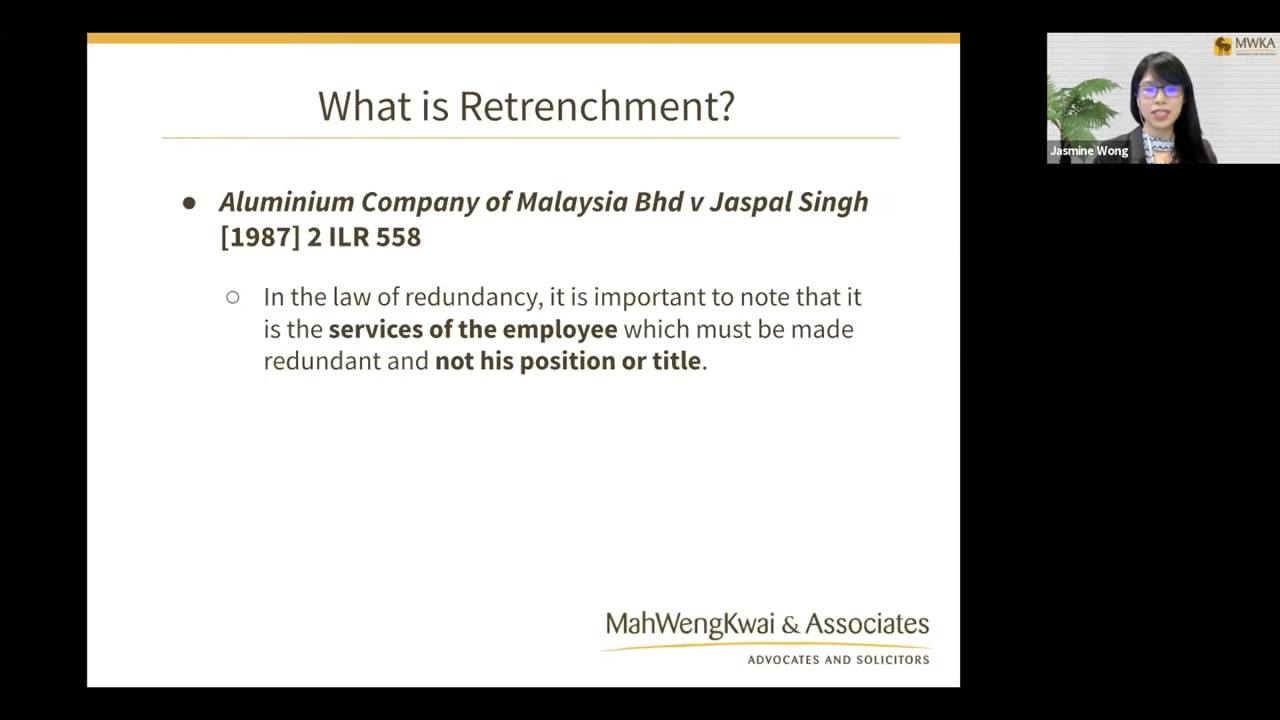 What is Retrenchment?
● Aluminium Company of Malaysia Bhd v Jaspal Singh
[1987] 2 ILR 558
○ In the law of redundancy, it is important to note that it
is the services of the employee which must be made
redundant and not his position or title.
MahWengKwai & Associates
ADVOCATES AND SOLICITORS
MWKA
Jasmine Wong